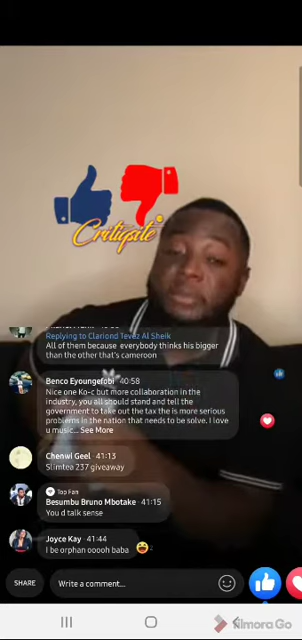 Critiqsite
Replying to Clariond Tevez Al Sheik
All of them because everybody thinks his bigger
than the other that's cameroon
Benco Eyoungefobi · 40:58
Nice one Ko-c but more collaboration in the
industry, you all should stand and tell the
government to take out the tax the is more serious
problems in the nation that needs to be solve. I love
u music... See More
Chenwi Geel · 41:13
Slimtea 237 giveaway
Top Fan
Besumbu Bruno Mbotake · 41:15
You d talk sense
Joyce Kay · 41:44
I be orphan ooooh baba
SHARE
Write a comment...
Filmora Go